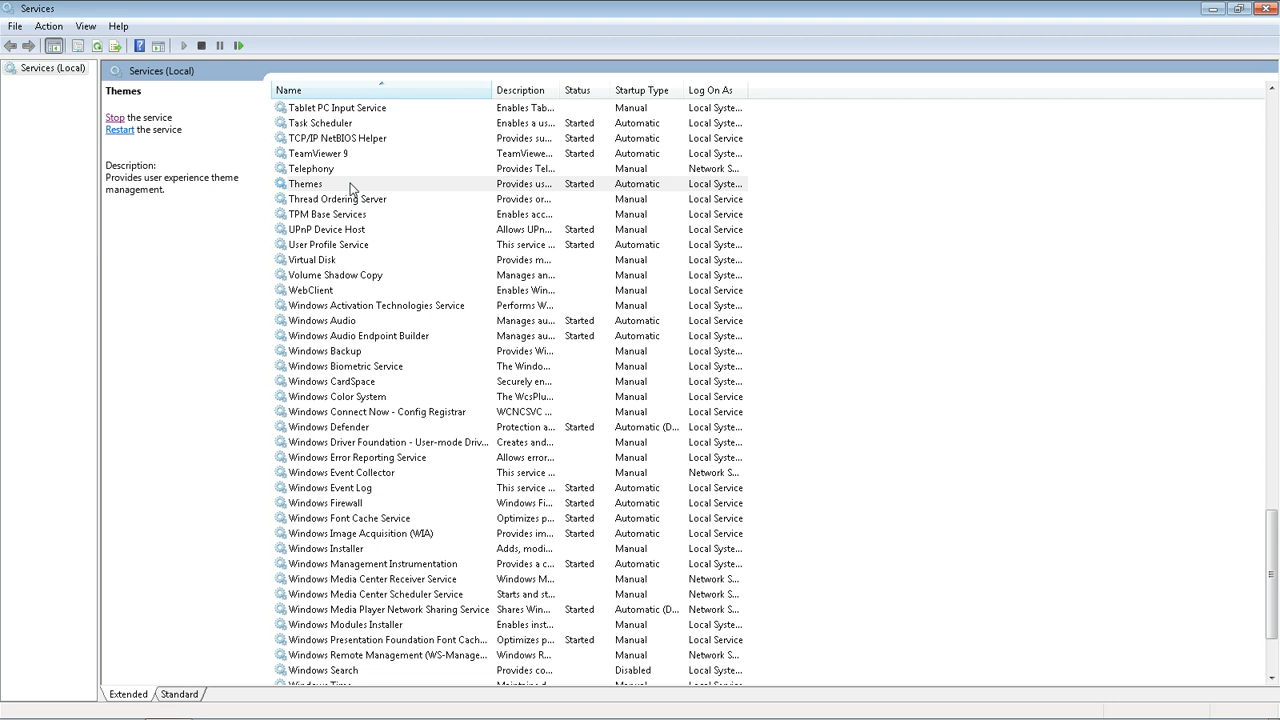 Services
File Action View Help
Services (Local)
Services (Local)
Themes
Stop the service
Restart the service
Description:
Provides user experience theme
management.
Name Description Status Startup Type Log On As
Tablet PC Input Service Enables Tab... Manual Local Syste...
Task Scheduler Enables a us... Started Automatic Local Syste...
TCP/IP NetBIOS Helper Provides su... Started Automatic Local Service
TeamViewer 9 TeamViewe... Started Automatic Local Syste...
Telephony Provides Tel... Manual Network S...
Themes Provides us... Started Automatic Local Syste...
Thread Ordering Server Provides or... Manual Local Service
TPM Base Services Enables acc... Manual Local Service
UPnP Device Host Allows UPn... Started Manual Local Service
User Profile Service This service ... Started Automatic Local Syste...
Virtual Disk Provides m... Manual Local Syste...
Volume Shadow Copy Manages an... Manual Local Syste...
WebClient Enables Win... Manual Local Service
Windows Activation Technologies Service Performs W... Manual Local Syste...
Windows Audio Manages au... Started Automatic Local Service
Windows Audio Endpoint Builder Manages au... Started Automatic Local Syste...
Windows Backup Provides Wi... Manual Local Syste...
Windows Biometric Service The Windo... Manual Local Syste...
Windows CardSpace Securely en... Manual Local Syste...
Windows Color System The WcsPlu... Manual Local Service
Windows Connect Now - Config Registrar WCNCSVC ... Manual Local Service
Windows Defender Protection a... Started Automatic (D... Local Syste...
Windows Driver Foundation - User-mode Driv... Creates and... Manual Local Syste...
Windows Error Reporting Service Allows error... Manual Local Syste...
Windows Event Collector This service ... Manual Network S...
Windows Event Log This service ... Started Automatic Local Service
Windows Firewall Windows Fi... Started Automatic Local Service
Windows Font Cache Service Optimizes p... Started Automatic Local Service
Windows Image Acquisition (WIA) Provides im... Started Automatic Local Service
Windows Installer Adds, modi... Manual Local Syste...
Windows Management Instrumentation Provides a c... Started Automatic Local Syste...
Windows Media Center Receiver Service Windows M... Manual Network S...
Windows Media Center Scheduler Service Starts and st... Manual Network S...
Windows Media Player Network Sharing Service Shares Win... Started Automatic (D... Network S...
Windows Modules Installer Enables inst... Manual Local Syste...
Windows Presentation Foundation Font Cach... Optimizes p... Started Manual Local Service
Windows Remote Management (WS-Manage... Windows R... Manual Network S...
Windows Search Provides co... Disabled Local Syste...
Extended Standard